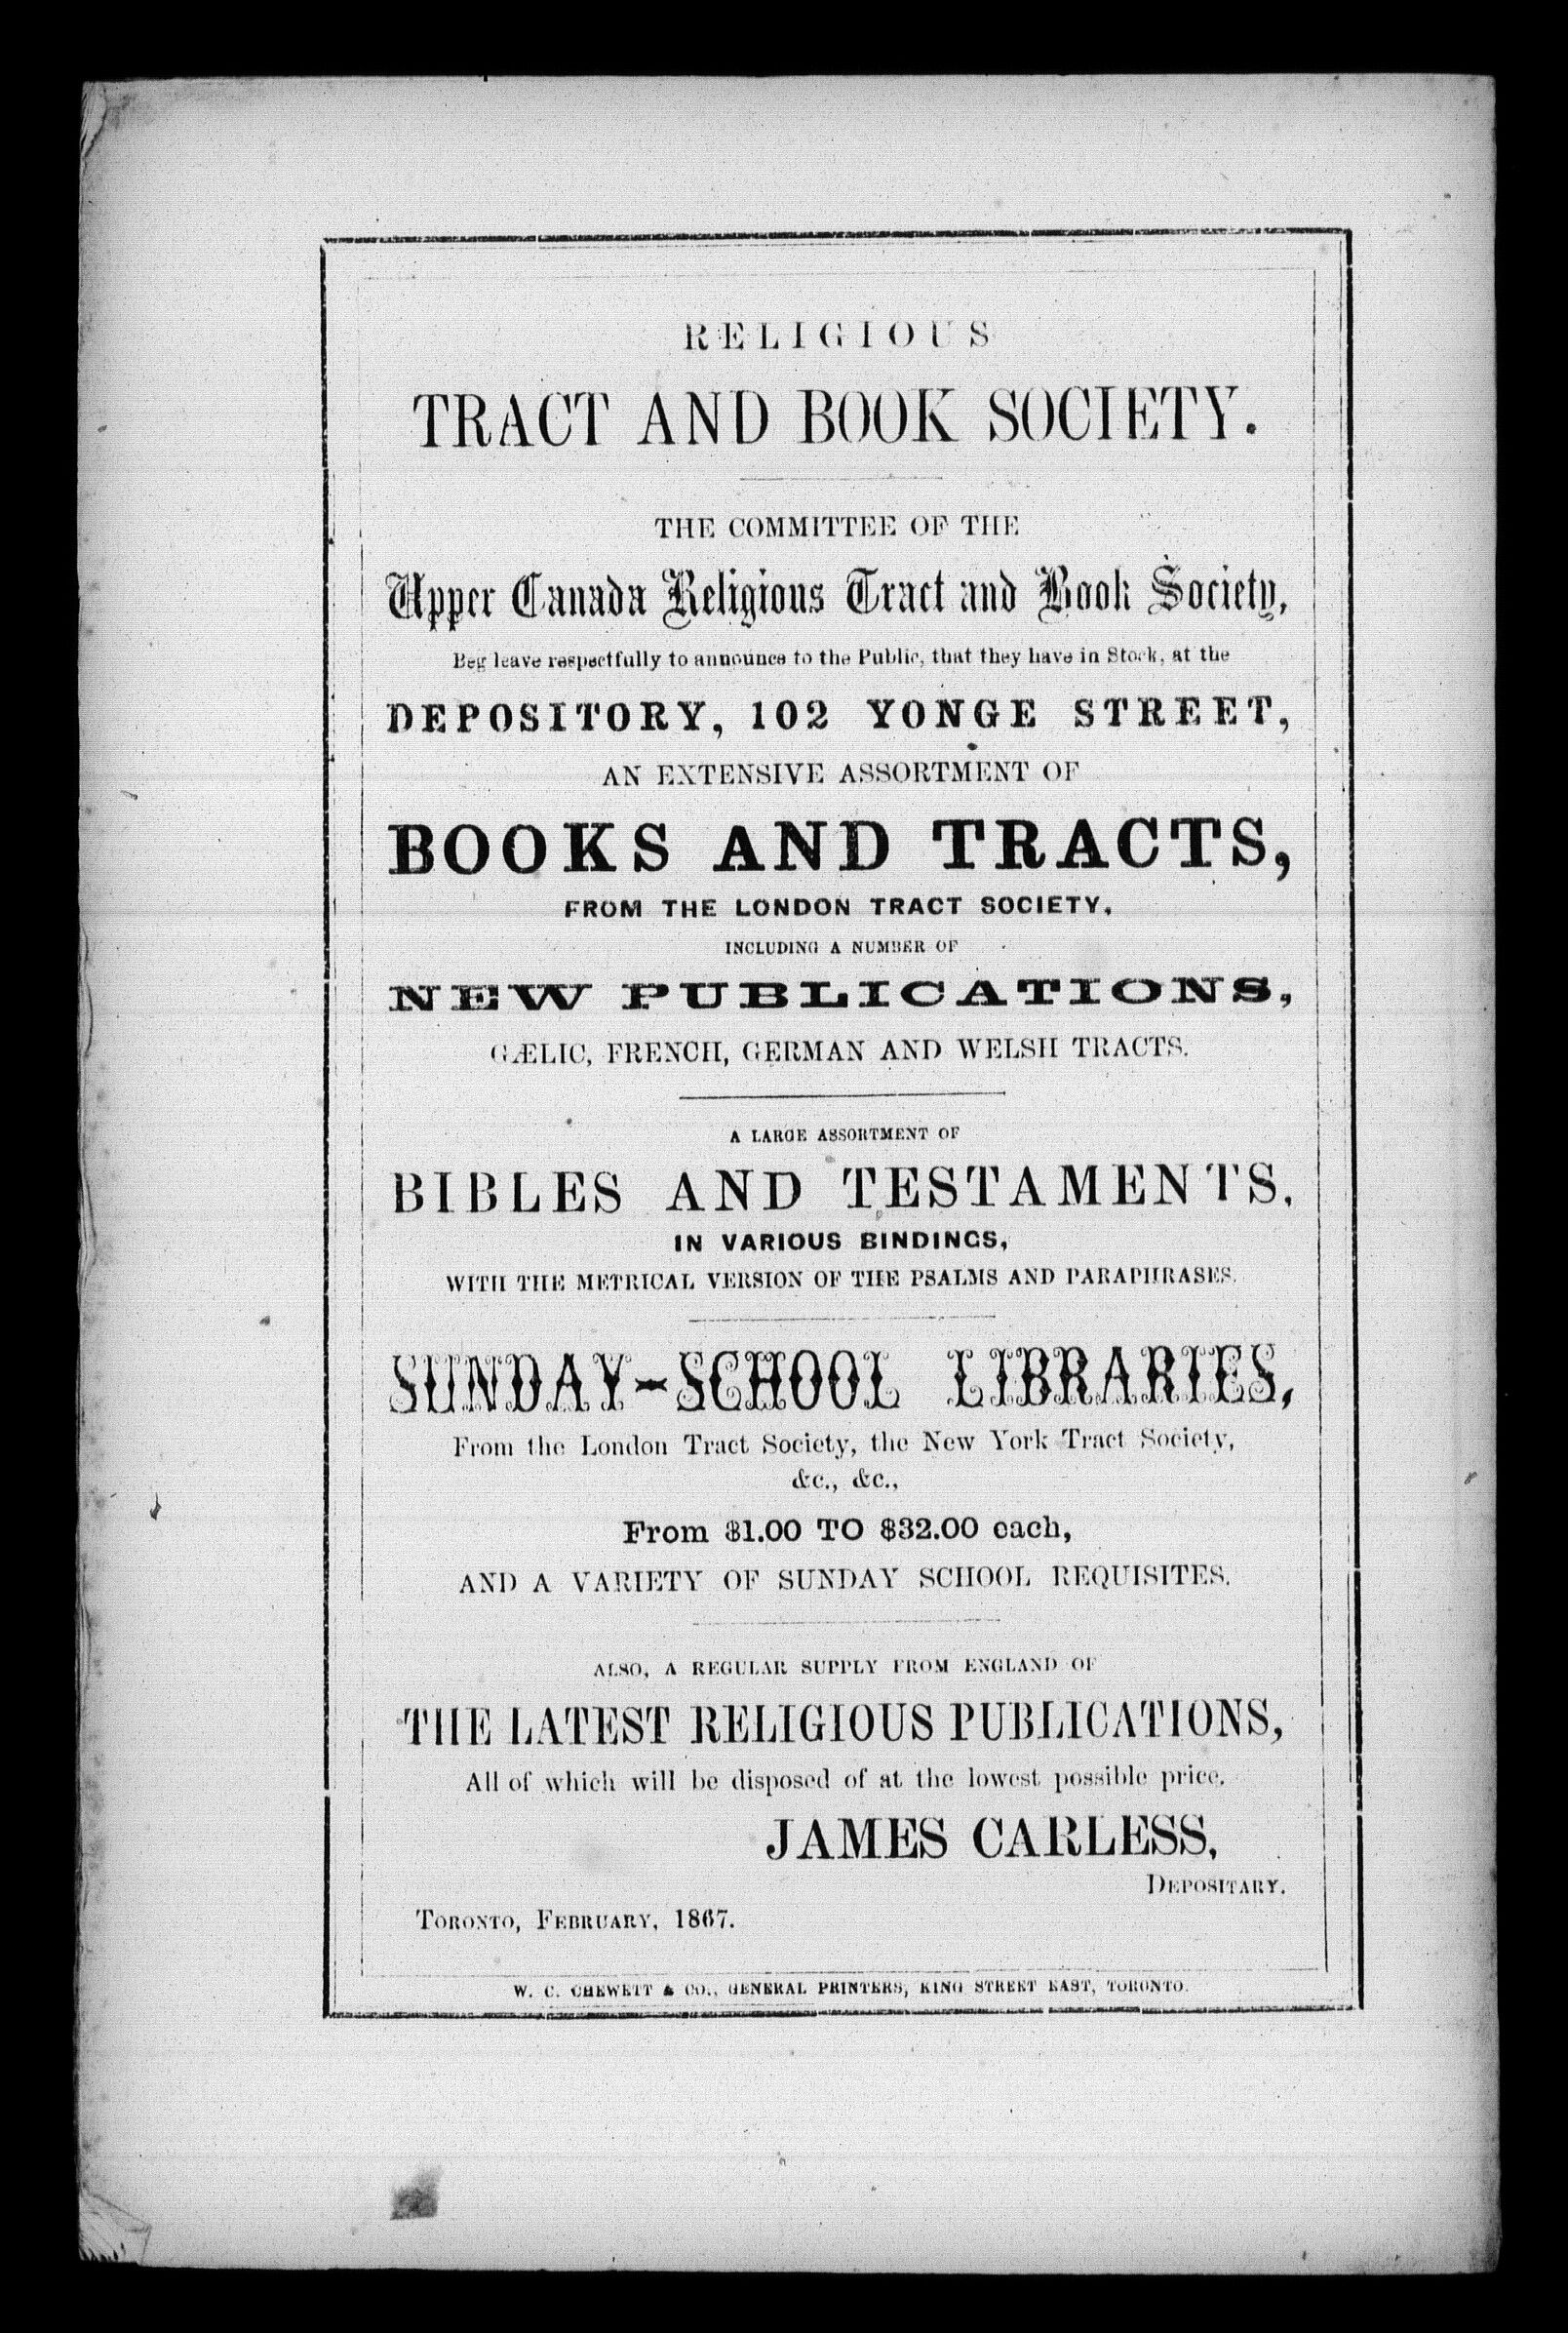 RELIGIOUS
TRACT AND BOOK SOCIETY.
THE COMMITTEE OF THE
Upper Canada Religious Tract and Book Society,
Beg leave respectfully to announce to the Public, that they have in Stock, at the
DEPOSITORY, 102 YONGE STREET,
AN EXTENSIVE ASSORTMENT OF
BOOKS AND TRACTS,
FROM THE LONDON TRACT SOCIETY,
INCLUDING A NUMBER OF
NEW PUBLICATIONS,
GÆLIC, FRENCH, GERMAN AND WELSH TRACTS.
A LARGE ASSORTMENT OF
BIBLES AND TESTAMENTS,
IN VARIOUS BINDINGS,
WITH THE METRICAL VERSION OF THE PSALMS AND PARAPHRASES.
SUNDAY-SCHOOL LIBRARIES,
From the London Tract Society, the New York Tract Society,
&c., &c.,
From $1.00 TO $32.00 each,
AND A VARIETY OF SUNDAY SCHOOL REQUISITES.
ALSO, A REGULAR SUPPLY FROM ENGLAND OF
THE LATEST RELIGIOUS PUBLICATIONS,
All of which will be disposed of at the lowest possible price.
JAMES CARLESS,
DEPOSITARY.
TORONTO, FEBRUARY, 1867.
W. C. CHEWETT & CO., GENERAL PRINTERS, KING STREET EAST, TORONTO.